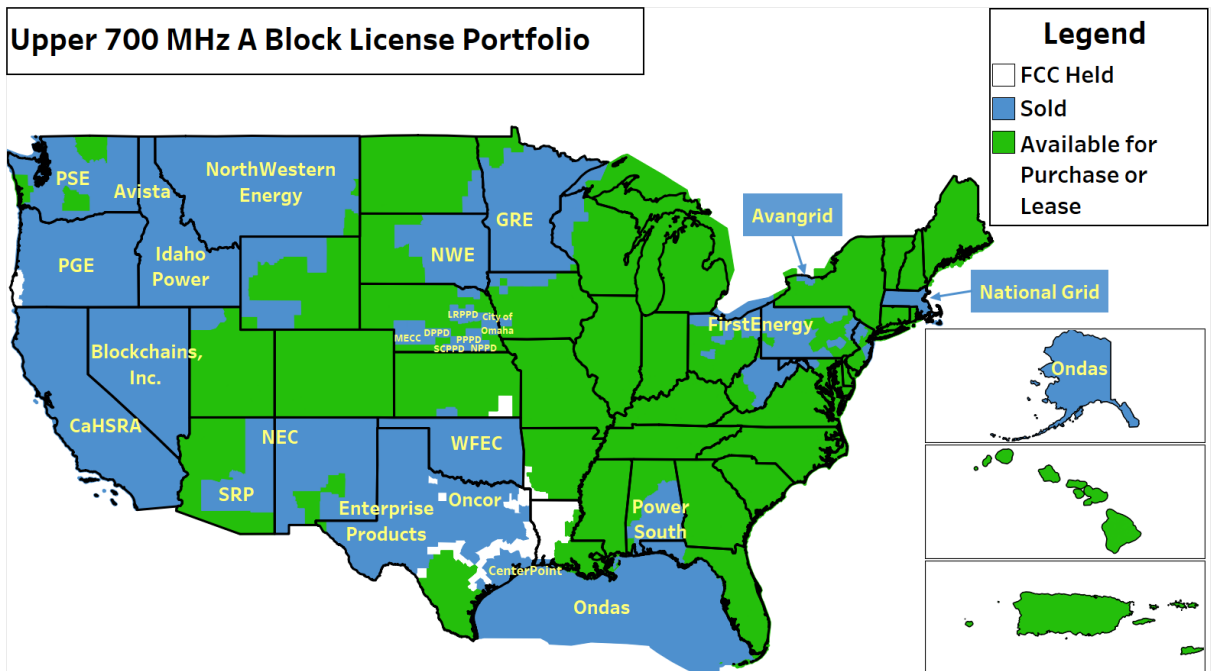 Upper 700 MHz A Block License Portfolio
Legend
FCC Held
Sold
Available for
Purchase or
Lease
PSE
Avista
NorthWestern
Energy
GRE
Avangrid
PGE
Idaho
Power
NWE
National Grid
LRPPD
City of
Omaha
MECC
DPPD
PPPD
SCPPD
NPPD
FirstEnergy
Blockchains,
Inc.
Ondas
CaHSRA
NEC
WFEC
SRP
Enterprise
Products
Oncor
Power
South
CenterPoint
Ondas